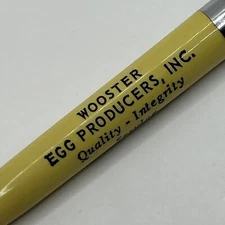 WOOSTER
EGG PRODUCERS, INC.
Quality - Integrity